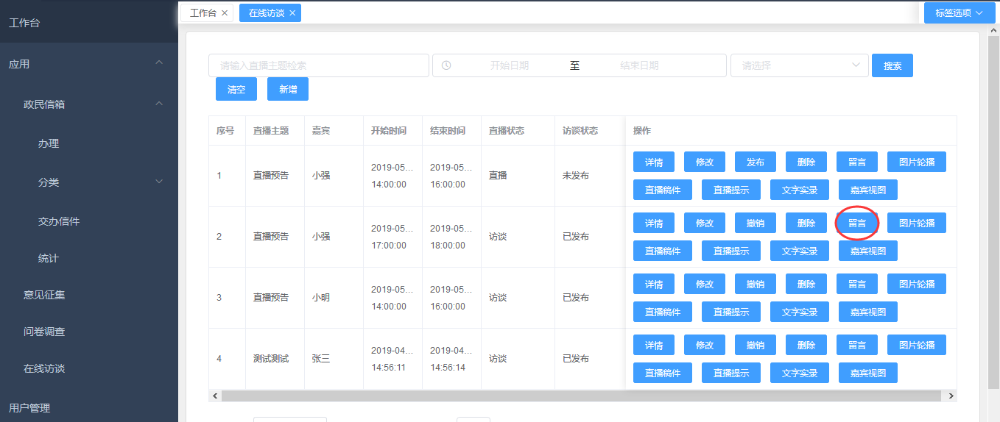 工作台
应用
政民信箱
办理
分类
交办信件
统计
意见征集
问卷调查
在线访谈
用户管理
工作台 × 在线访谈 × 标签选项
请输入直播主题检索 开始日期 至 结束日期 请选择 搜索
清空 新增
序号 直播主题 嘉宾 开始时间 结束时间 直播状态 访谈状态 操作
1 直播预告 小强 2019-05... 14:00:00 2019-05... 16:00:00 直播 未发布
详情 修改 发布 删除 留言 图片轮播
直播稿件 直播提示 文字实录 嘉宾视图
2 直播预告 小强 2019-05... 17:00:00 2019-05... 18:00:00 访谈 已发布
详情 修改 撤销 删除 留言 图片轮播
直播稿件 直播提示 文字实录 嘉宾视图
3 直播预告 小明 2019-05... 14:00:00 2019-05... 16:00:00 访谈 已发布
详情 修改 撤销 删除 留言 图片轮播
直播稿件 直播提示 文字实录 嘉宾视图
4 测试测试 张三 2019-04... 14:56:11 2019-04... 14:56:14 访谈 已发布
详情 修改 撤销 删除 留言 图片轮播
直播稿件 直播提示 文字实录 嘉宾视图